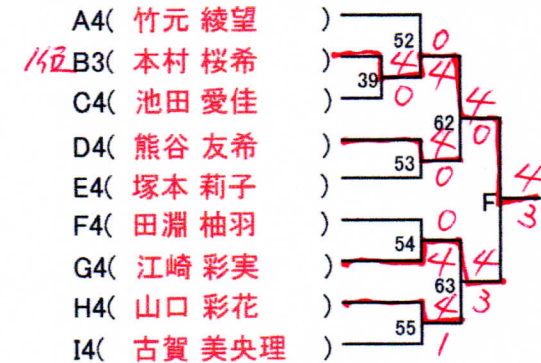 A4( 竹元 綾望 )
52 0
1位 B3( 本村 桜希 ) 4 4
39
C4( 池田 愛佳 ) 0 4
62 0
D4( 熊谷 友希 ) 4
53 0
E4( 塚本 莉子 ) 4
F 3
F4( 田淵 柚羽 ) 0
54
G4( 江崎 彩実 ) 4 4
63 3
H4( 山口 彩花 ) 4
55
I4( 古賀 美央理 ) 1